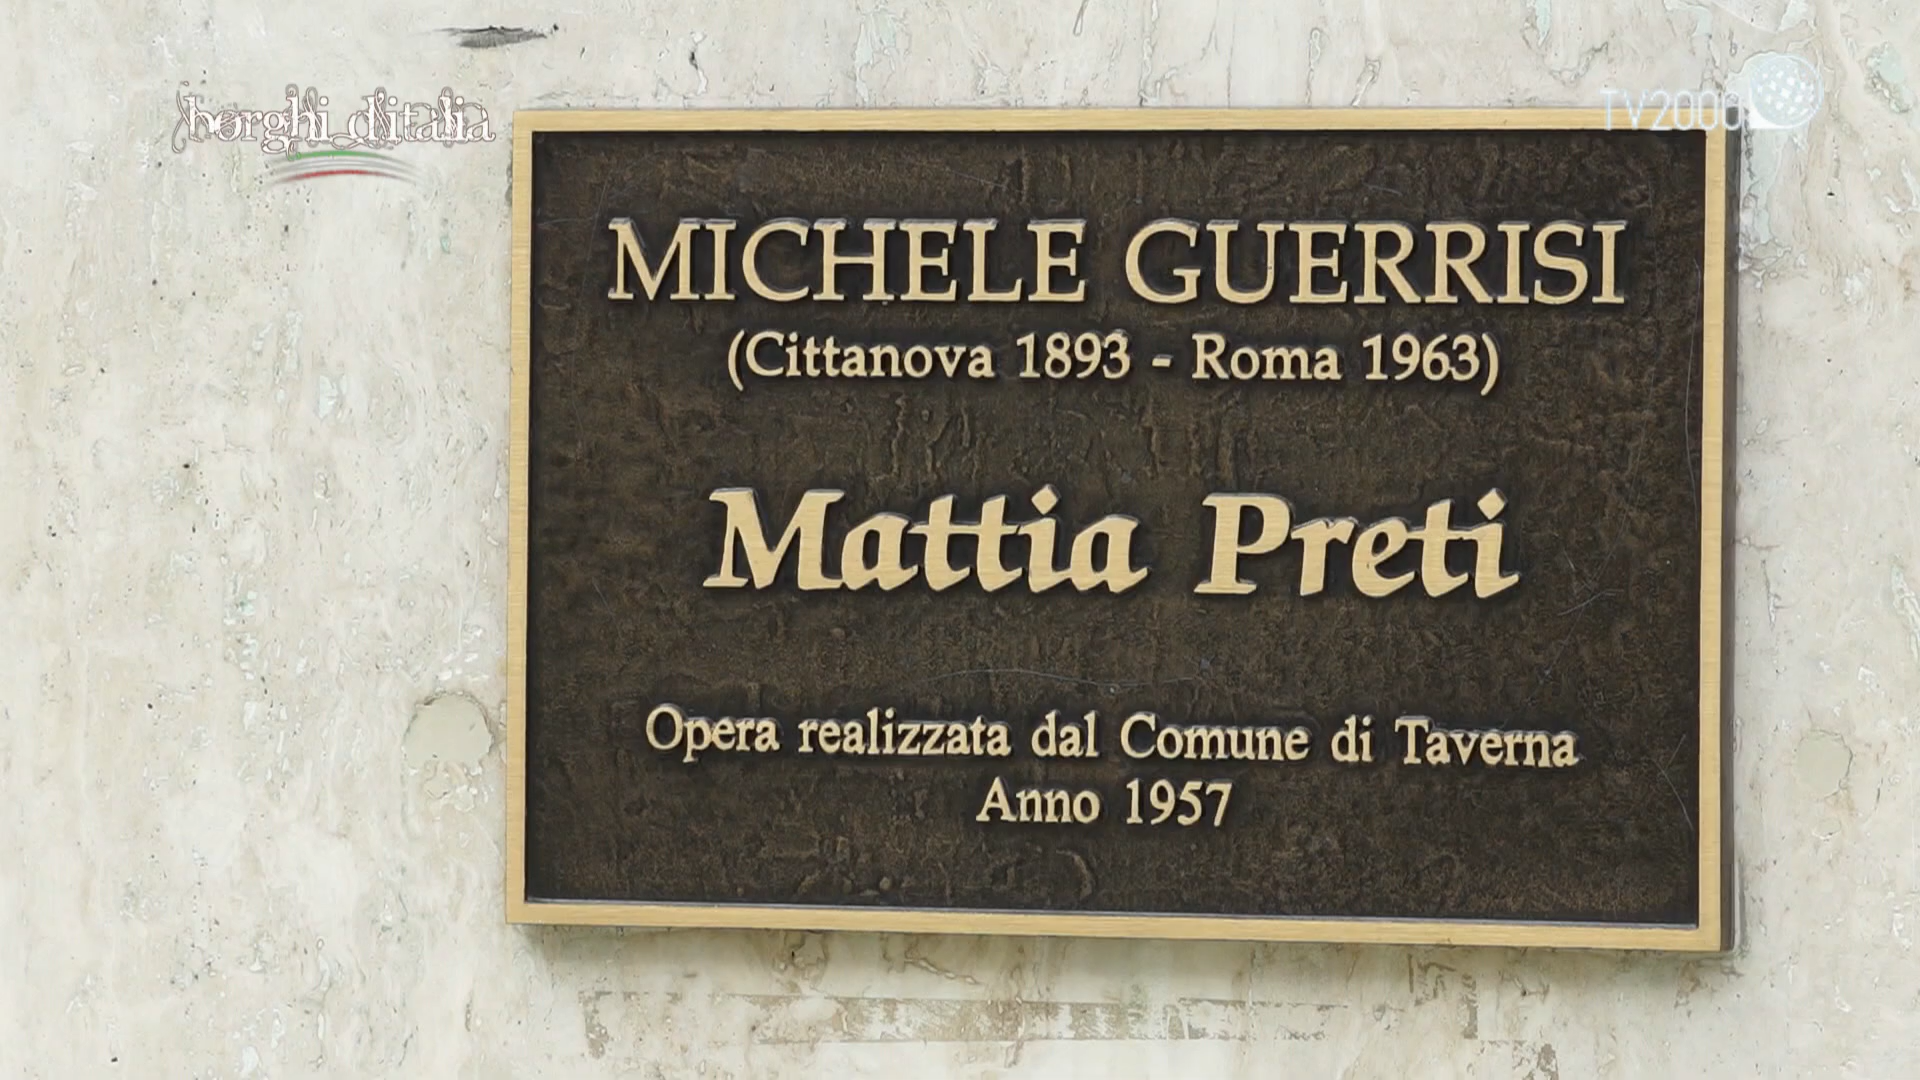 borghi d'italia
TV2000
MICHELE GUERRISI
(Cittanova 1893 - Roma 1963)
Mattia Preti
Opera realizzata dal Comune di Taverna
Anno 1957